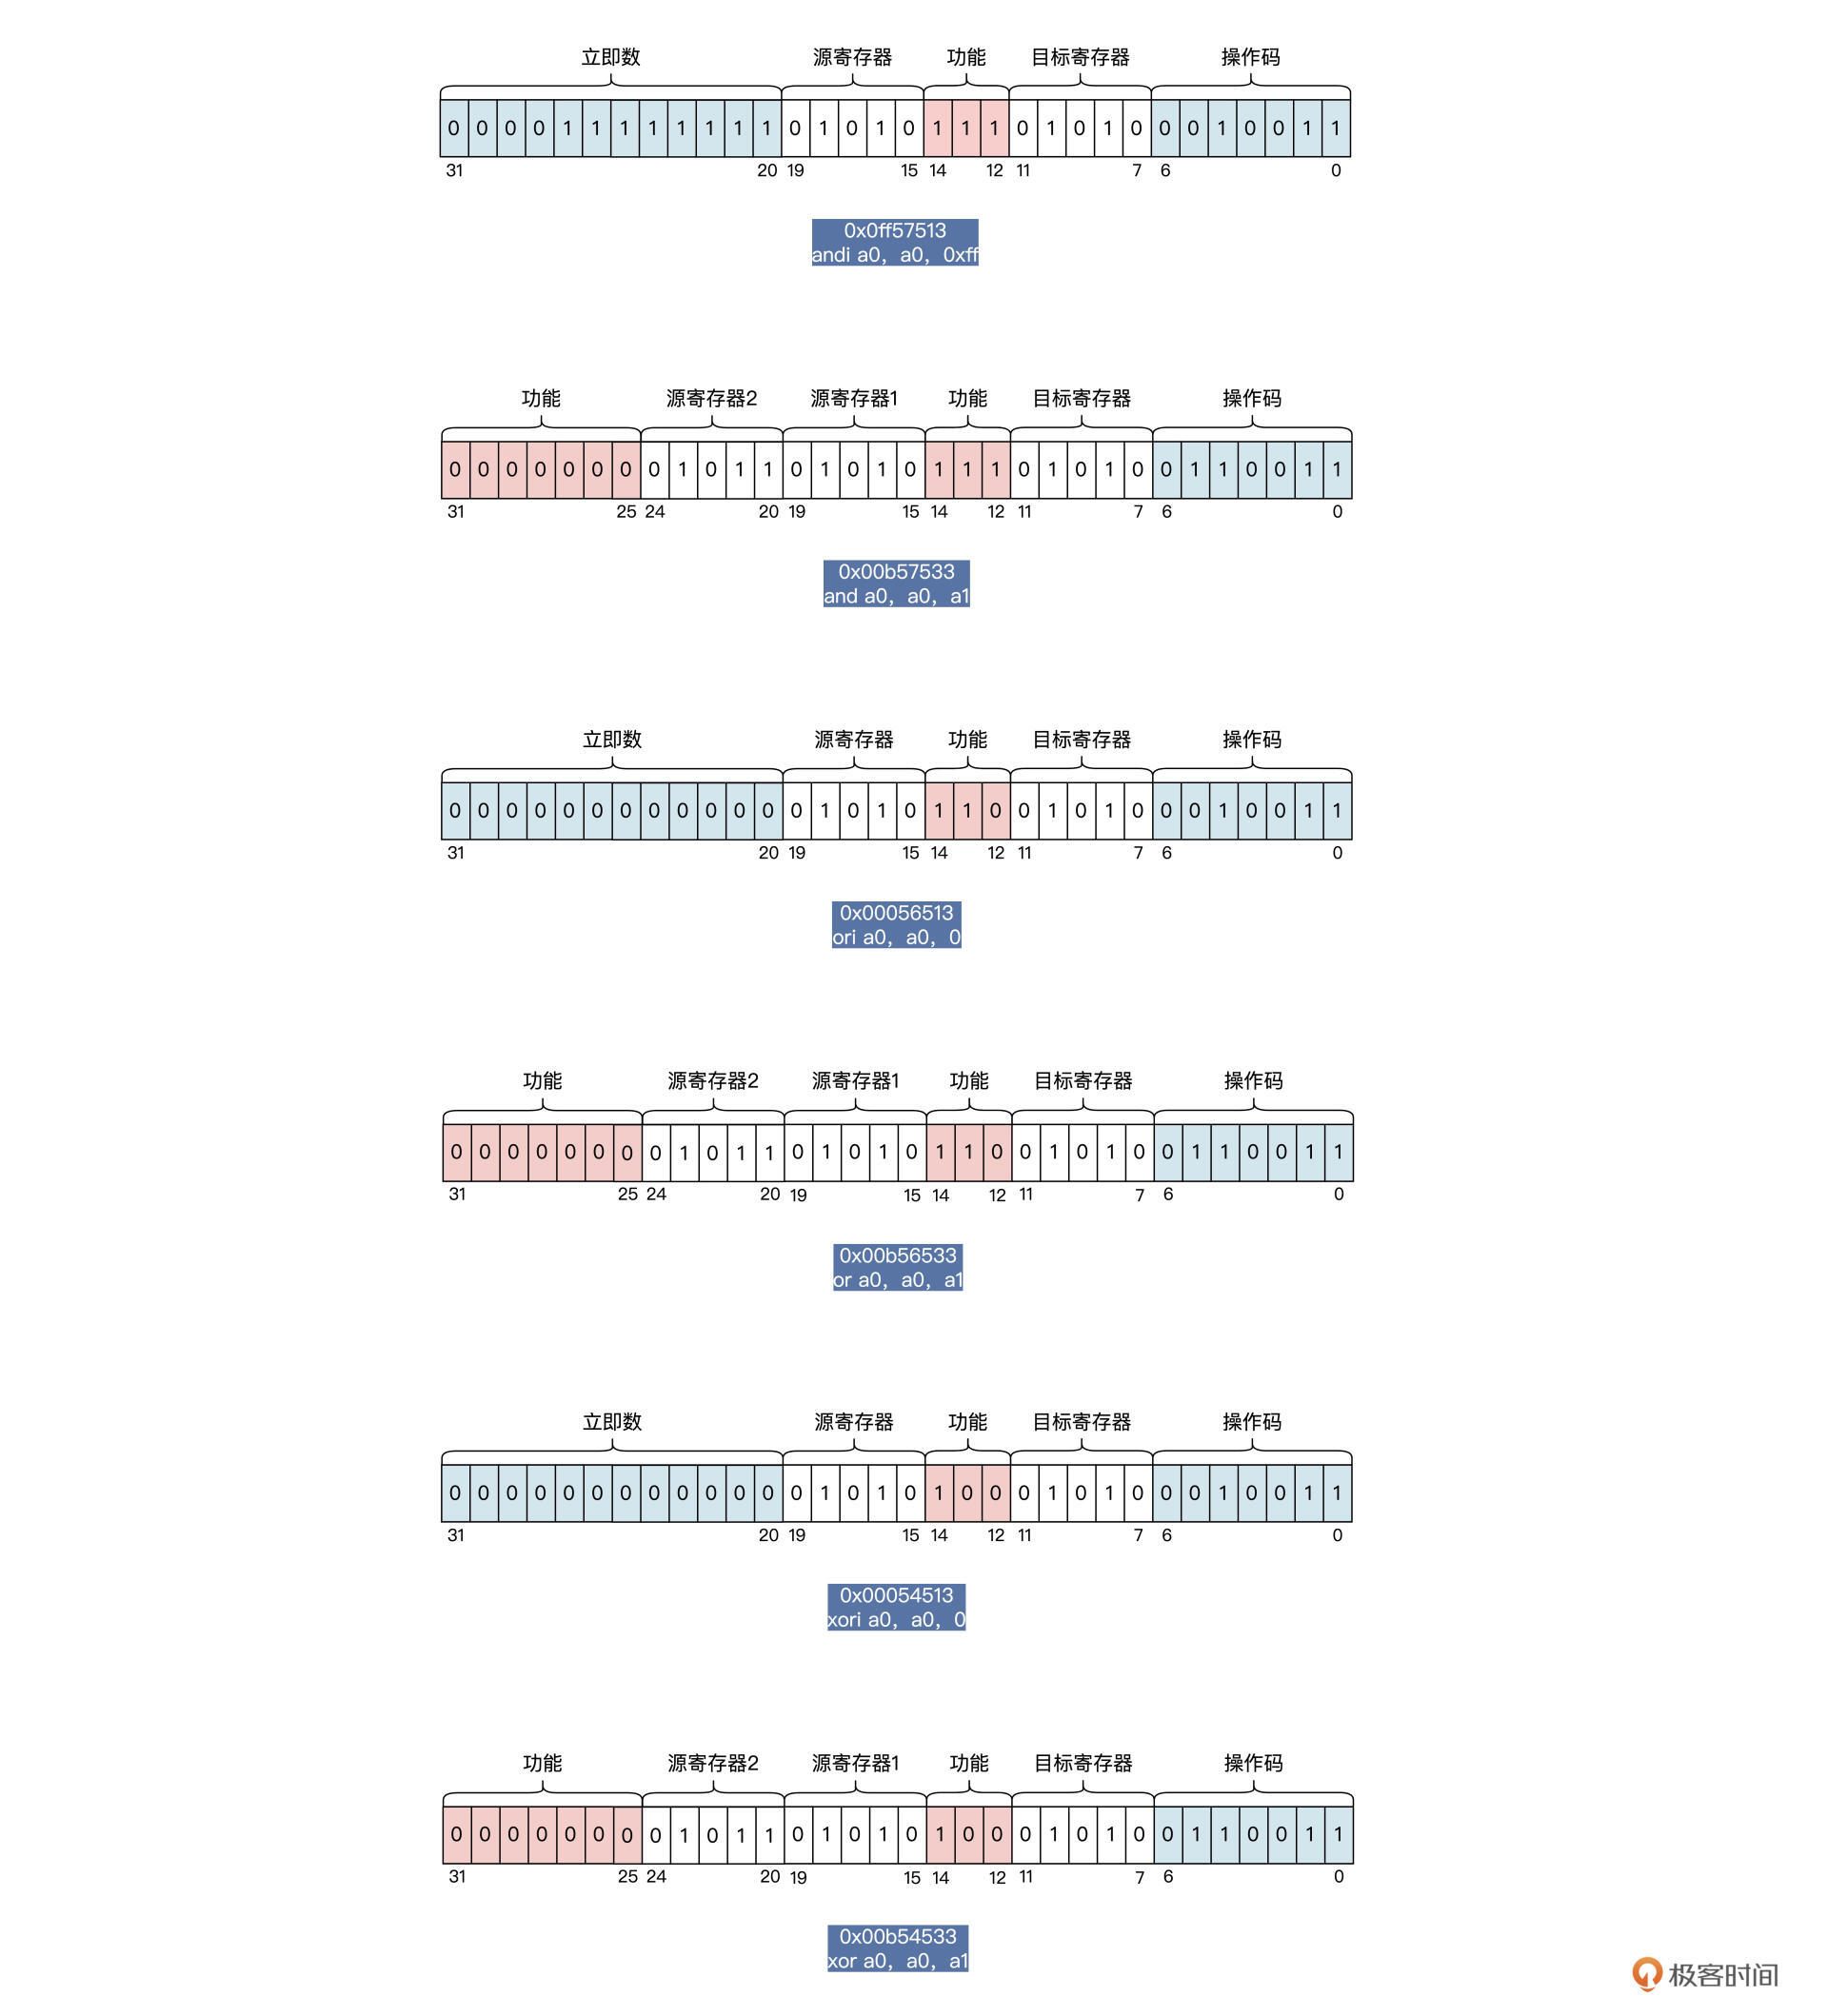 立即数 源寄存器 功能 目标寄存器 操作码
0 0 0 0 1 1 1 1 1 1 1 1 0 1 0 1 0 1 1 1 0 1 0 1 0 0 0 1 0 0 1 1
31 20 19 15 14 12 11 7 6 0
0x0ff57513
andi a0，a0，0xff
功能 源寄存器2 源寄存器1 功能 目标寄存器 操作码
0 0 0 0 0 0 0 0 1 0 1 1 0 1 0 1 0 1 1 1 0 1 0 1 0 0 1 1 0 0 1 1
31 25 24 20 19 15 14 12 11 7 6 0
0x00b57533
and a0，a0，a1
立即数 源寄存器 功能 目标寄存器 操作码
0 0 0 0 0 0 0 0 0 0 0 0 0 1 0 1 0 1 1 0 0 1 0 1 0 0 0 1 0 0 1 1
31 20 19 15 14 12 11 7 6 0
0x00056513
ori a0，a0，0
功能 源寄存器2 源寄存器1 功能 目标寄存器 操作码
0 0 0 0 0 0 0 0 1 0 1 1 0 1 0 1 0 1 1 0 0 1 0 1 0 0 1 1 0 0 1 1
31 25 24 20 19 15 14 12 11 7 6 0
0x00b56533
or a0，a0，a1
立即数 源寄存器 功能 目标寄存器 操作码
0 0 0 0 0 0 0 0 0 0 0 0 0 1 0 1 0 1 0 0 0 1 0 1 0 0 0 1 0 0 1 1
31 20 19 15 14 12 11 7 6 0
0x00054513
xori a0，a0，0
功能 源寄存器2 源寄存器1 功能 目标寄存器 操作码
0 0 0 0 0 0 0 0 1 0 1 1 0 1 0 1 0 1 0 0 0 1 0 1 0 0 1 1 0 0 1 1
31 25 24 20 19 15 14 12 11 7 6 0
0x00b54533
xor a0，a0，a1
极客时间